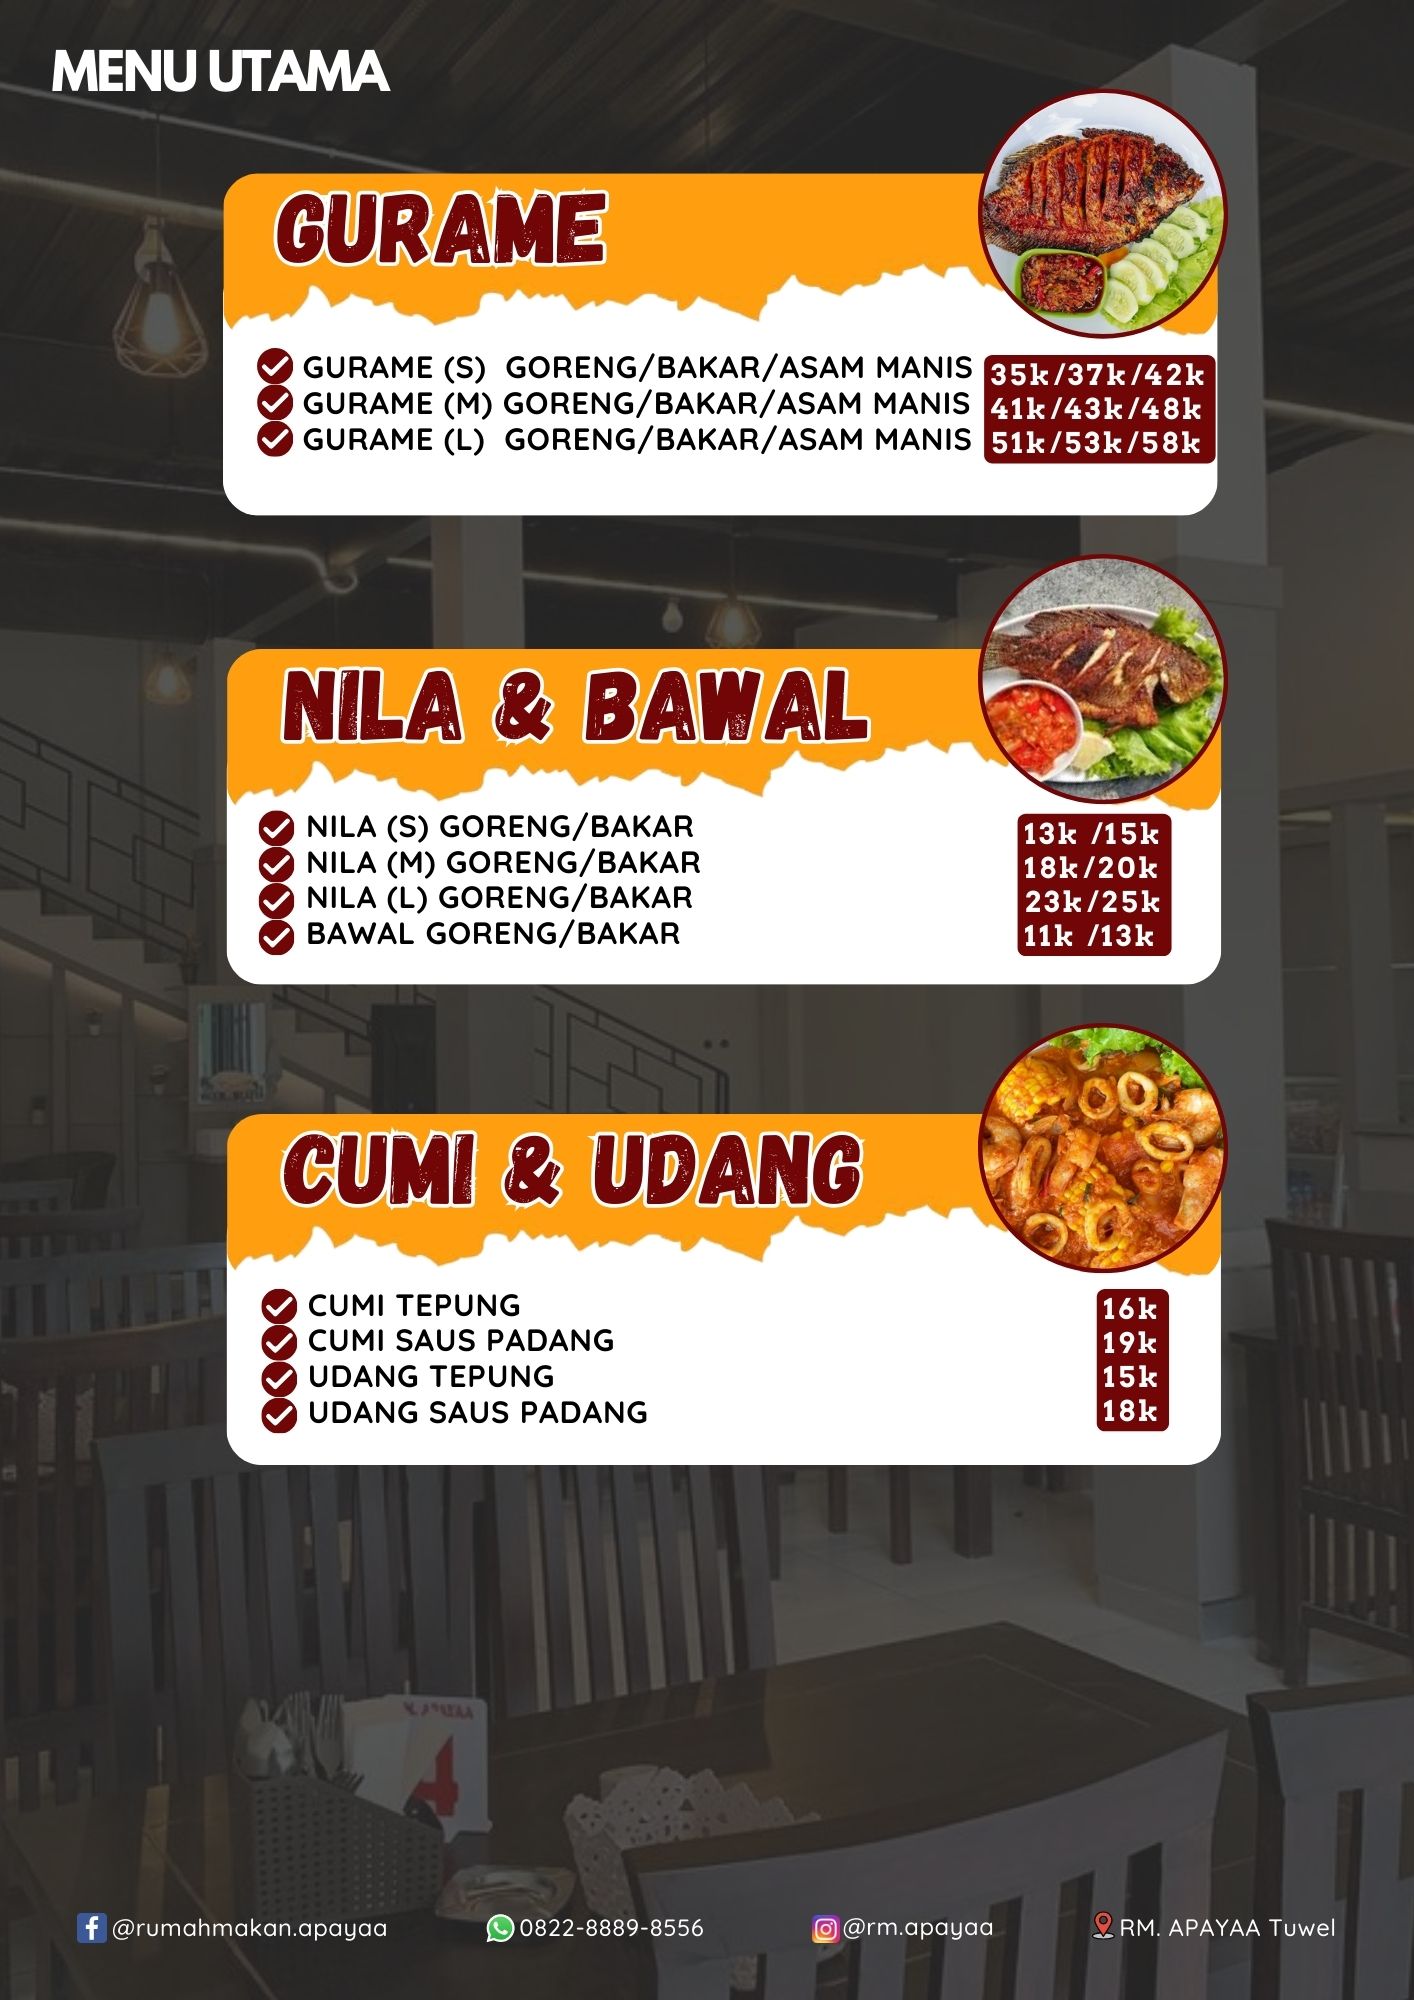 MENU UTAMA
GURAME
GURAME (S) GORENG/BAKAR/ASAM MANIS 35k/37k/42k
GURAME (M) GORENG/BAKAR/ASAM MANIS 41k/43k/48k
GURAME (L) GORENG/BAKAR/ASAM MANIS 51k/53k/58k
NILA & BAWAL
NILA (S) GORENG/BAKAR 13k /15k
NILA (M) GORENG/BAKAR 18k/20k
NILA (L) GORENG/BAKAR 23k/25k
BAWAL GORENG/BAKAR 11k /13k
CUMI & UDANG
CUMI TEPUNG 16k
CUMI SAUS PADANG 19k
UDANG TEPUNG 15k
UDANG SAUS PADANG 18k
4
@rumahmakan.apayaa 0822-8889-8556 @rm.apayaa RM. APAYAA Tuwel